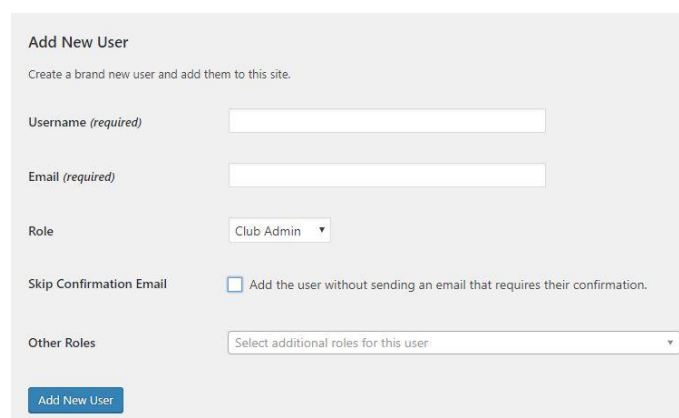 Add New User
Create a brand new user and add them to this site.
Username (required)
Email (required)
Role
Club Admin
Skip Confirmation Email
Add the user without sending an email that requires their confirmation.
Other Roles
Select additional roles for this user
Add New User